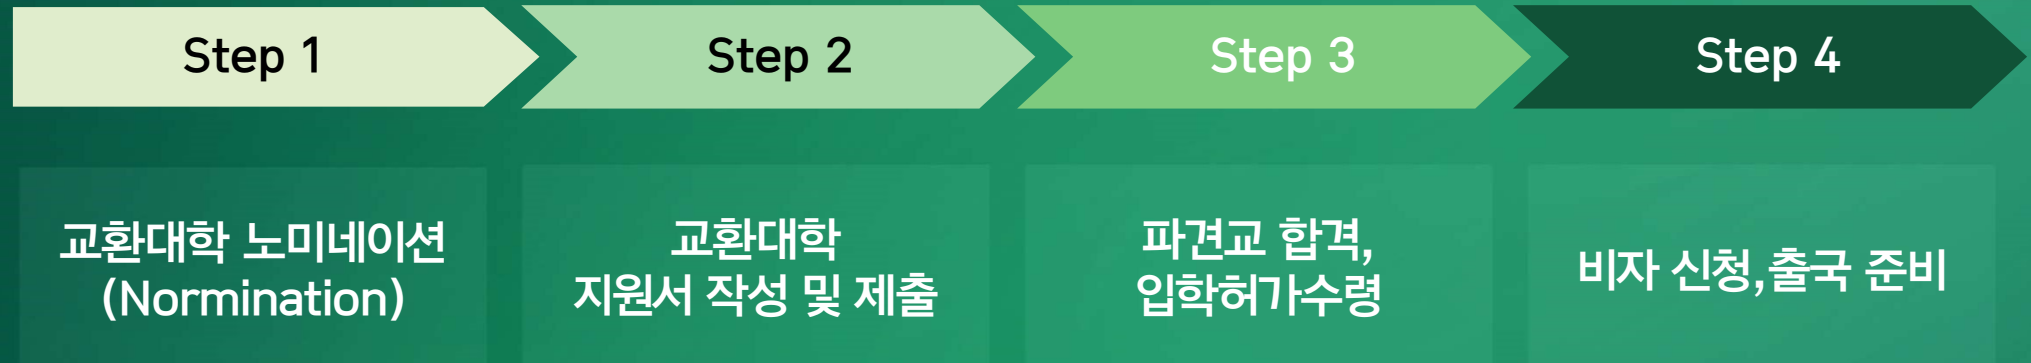 Step 1
Step 2
Step 3
Step 4
교환대학 노미네이션
(Normination)
교환대학
지원서 작성 및 제출
파견교 합격,
입학허가수령
비자 신청,출국 준비